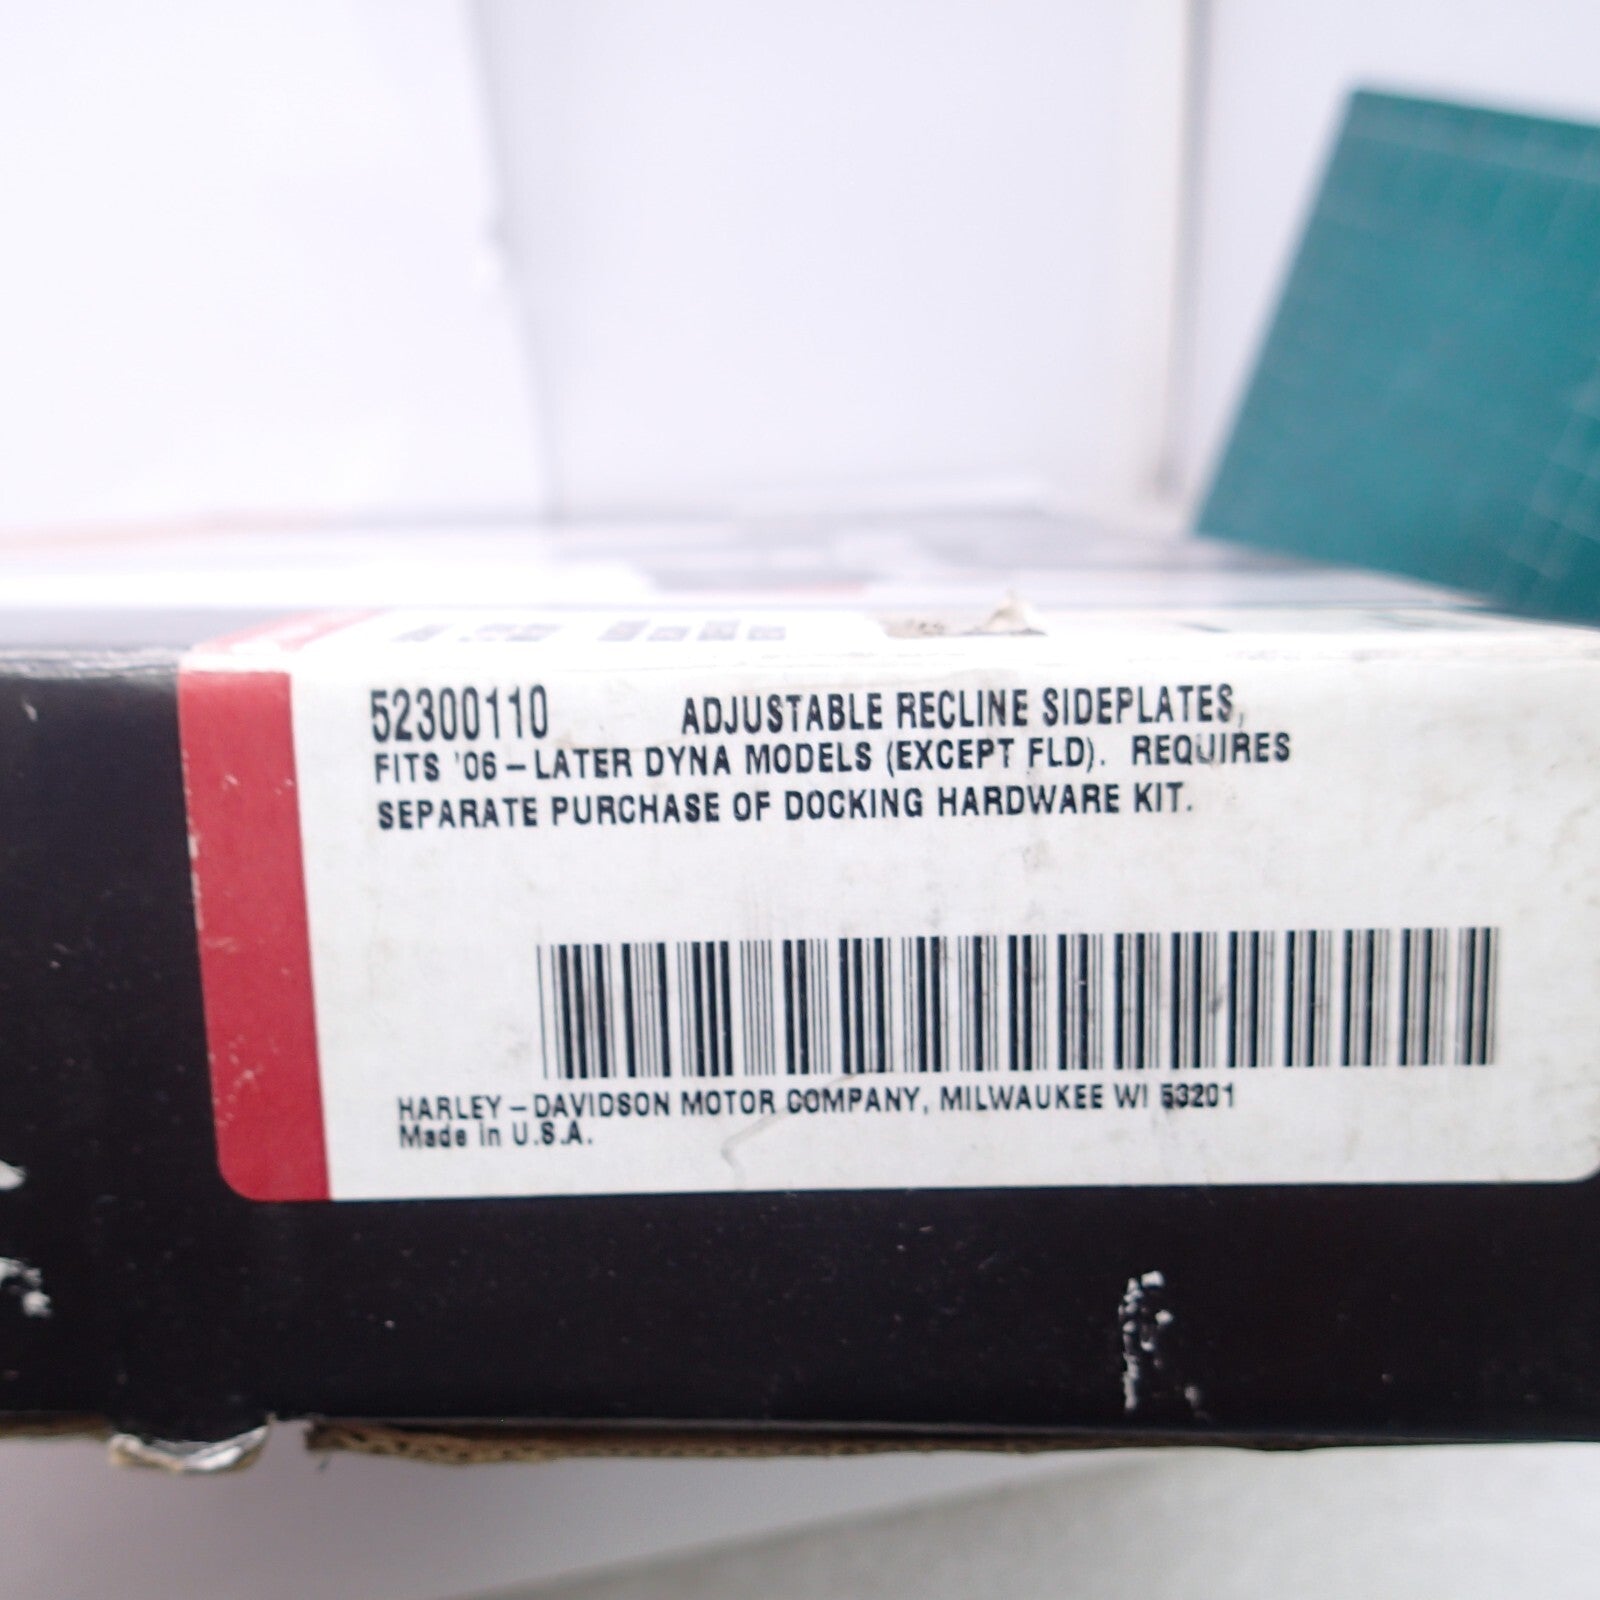 52300110 ADJUSTABLE RECLINE SIDEPLATES,
FITS '06-LATER DYNA MODELS (EXCEPT FLD). REQUIRES
SEPARATE PURCHASE OF DOCKING HARDWARE KIT.
HARLEY-DAVIDSON MOTOR COMPANY, MILWAUKEE WI 53201
Made in U.S.A.